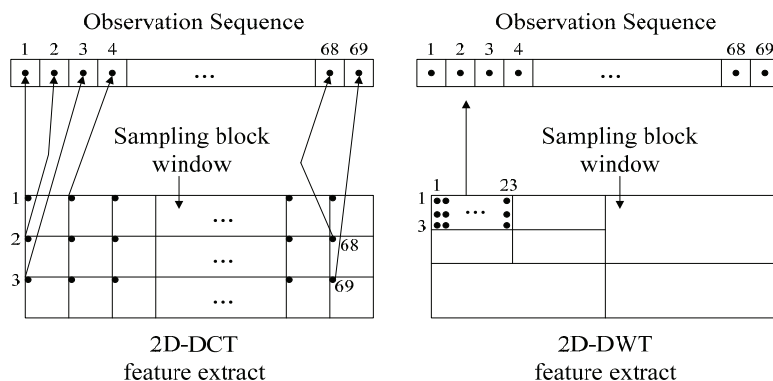 Observation Sequence
1 2 3 4 68 69
...
Sampling block
window
1
...
2 68
...
3 69
...
2D-DCT
feature extract
Observation Sequence
1 2 3 4 68 69
...
Sampling block
window
1 23
1
...
3
2D-DWT
feature extract